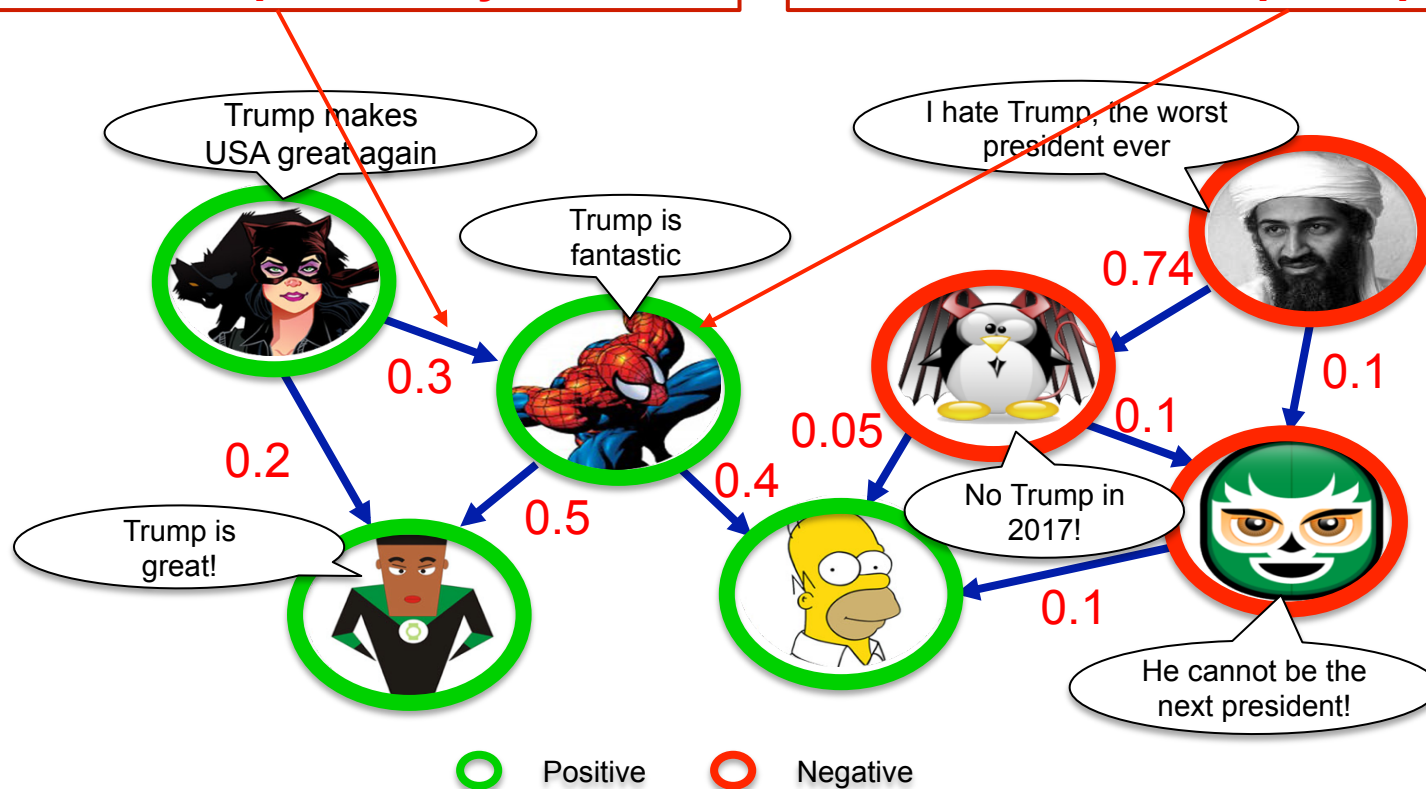 Trump makes
USA great again
I hate Trump, the worst
president ever
Trump is
fantastic
0.74
0.3
0.1
0.05
0.1
0.2
0.4
No Trump in
2017!
0.5
Trump is
great!
0.1
He cannot be the
next president!
Positive
Negative